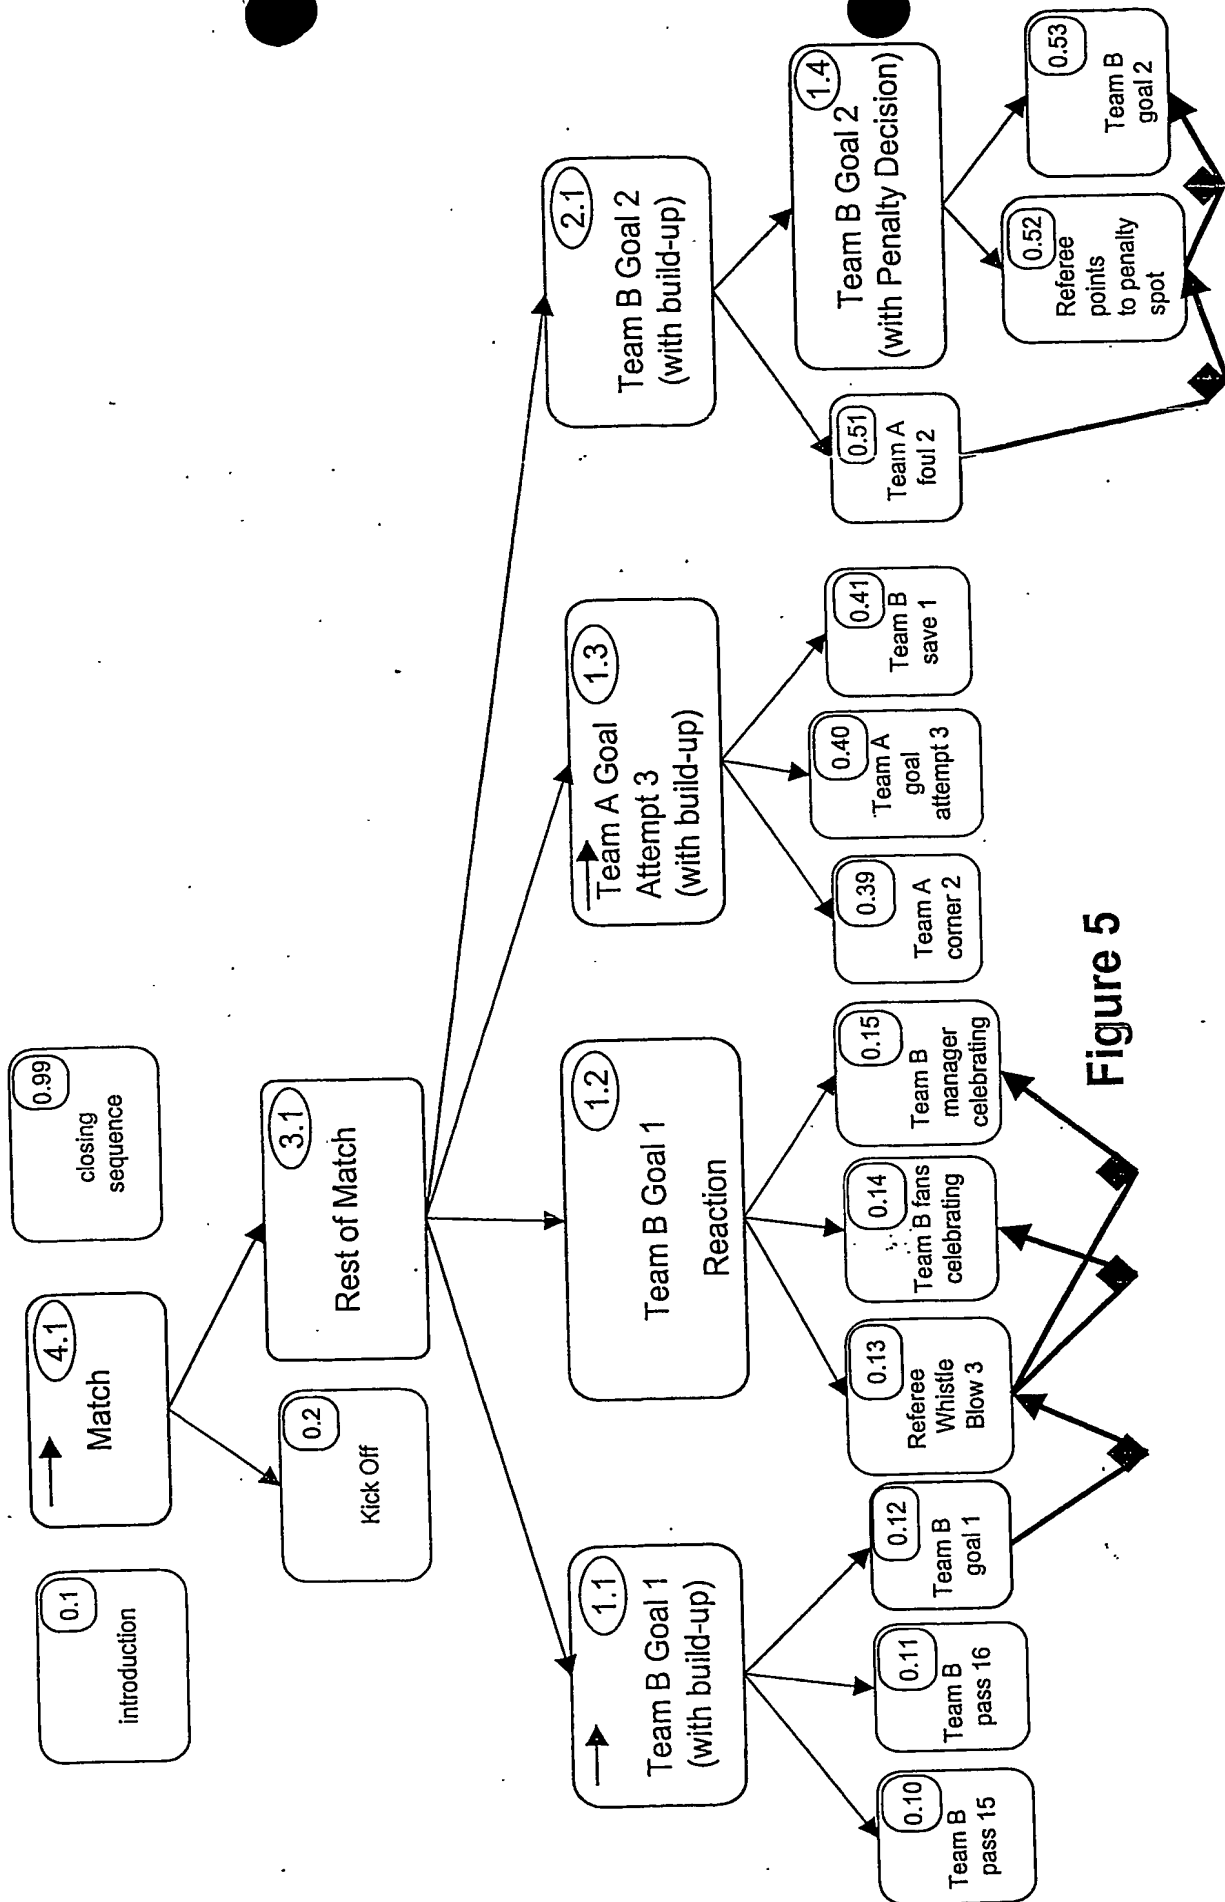 0.1
introduction
4.1
Match
0.99
closing
sequence
0.2
Kick Off
3.1
Rest of Match
1.1
Team B Goal 1
(with build-up)
1.2
Team B Goal 1
Reaction
1.3
Team A Goal
Attempt 3
(with build-up)
2.1
Team B Goal 2
(with build-up)
0.10
Team B
pass 15
0.11
Team B
pass 16
0.12
Team B
goal 1
0.13
Referee
Whistle
Blow 3
0.14
Team B fans
celebrating
0.15
Team B
manager
celebrating
0.39
Team A
corner 2
0.40
Team A
goal
attempt 3
0.41
Team B
save 1
0.51
Team A
foul 2
1.4
Team B Goal 2
(with Penalty Decision)
0.52
Referee
points
to penalty
spot
0.53
Team B
goal 2
Figure 5